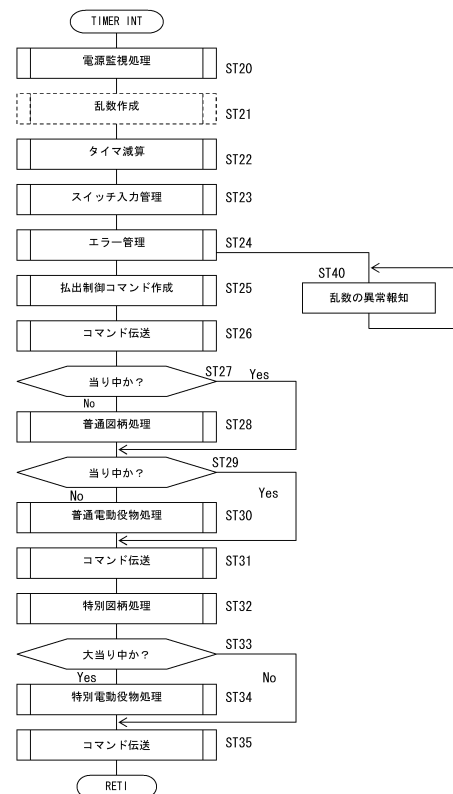 TIMER INT
電源監視処理
ST20
乱数作成
ST21
タイマ減算
ST22
スイッチ入力管理
ST23
エラー管理
ST24
ST40
乱数の異常報知
払出制御コマンド作成
ST25
コマンド伝送
ST26
当り中か?
ST27
Yes
No
普通図柄処理
ST28
当り中か?
ST29
Yes
No
普通電動役物処理
ST30
コマンド伝送
ST31
特別図柄処理
ST32
大当り中か?
ST33
Yes
No
特別電動役物処理
ST34
コマンド伝送
ST35
RETI